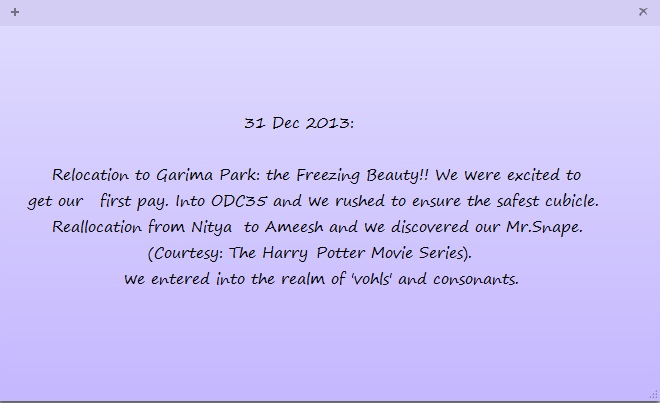 31 Dec 2013:
Relocation to Garima Park: the Freezing Beauty!! We were excited to
get our first pay. Into ODC35 and we rushed to ensure the safest cubicle.
Reallocation from Nitya to Ameesh and we discovered our Mr.Snape.
(Courtesy: The Harry Potter Movie Series).
We entered into the realm of 'vohls' and consonants.